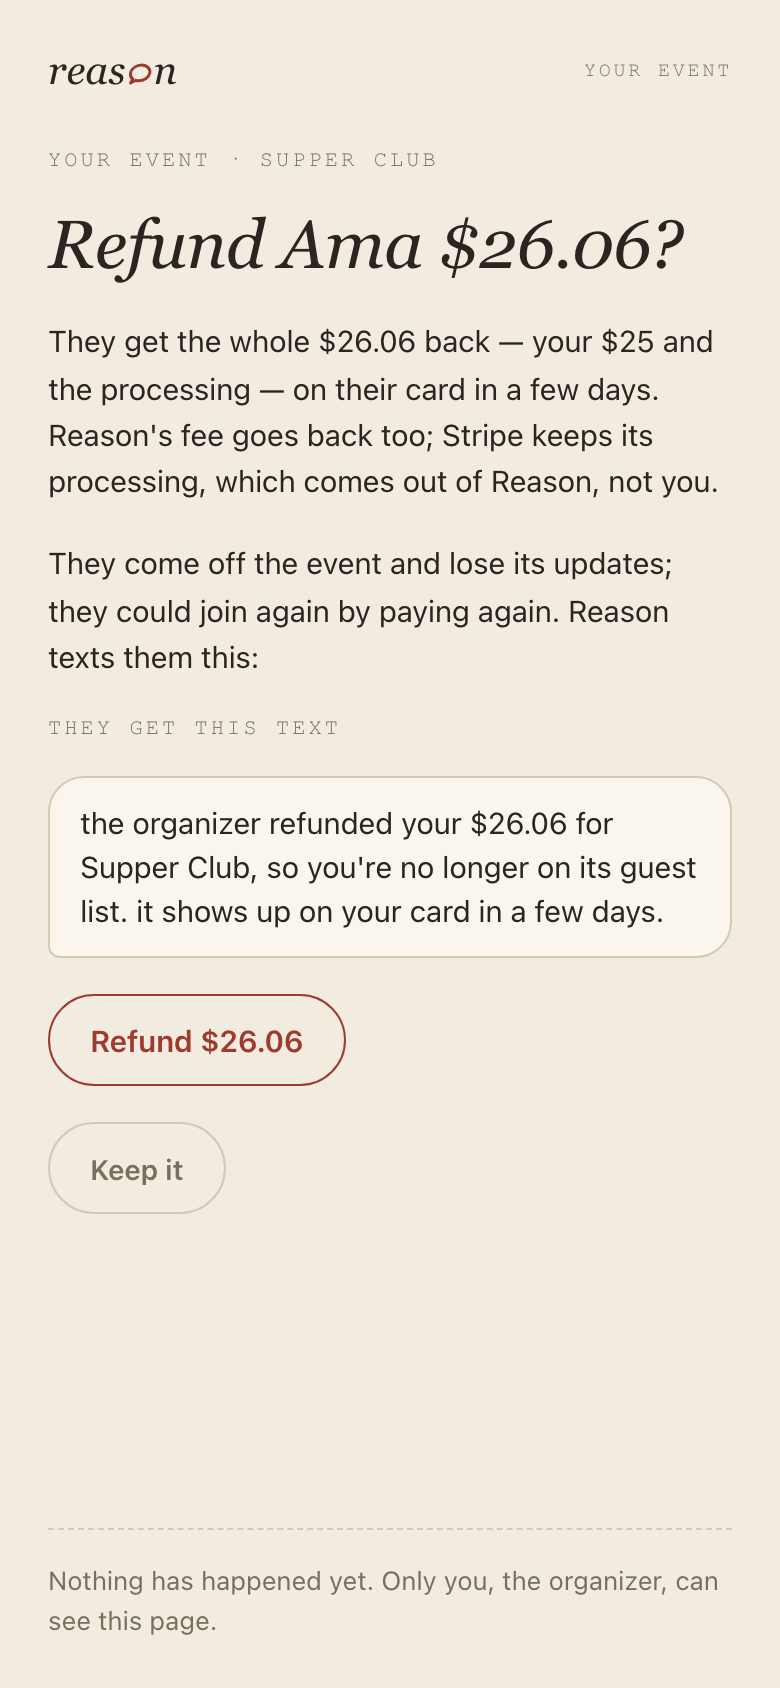 reason
YOUR EVENT
YOUR EVENT · SUPPER CLUB
Refund Ama $26.06?
They get the whole $26.06 back — your $25 and
the processing — on their card in a few days.
Reason's fee goes back too; Stripe keeps its
processing, which comes out of Reason, not you.
They come off the event and lose its updates;
they could join again by paying again. Reason
texts them this:
THEY GET THIS TEXT
the organizer refunded your $26.06 for
Supper Club, so you're no longer on its guest
list. it shows up on your card in a few days.
Refund $26.06
Keep it
Nothing has happened yet. Only you, the organizer, can
see this page.